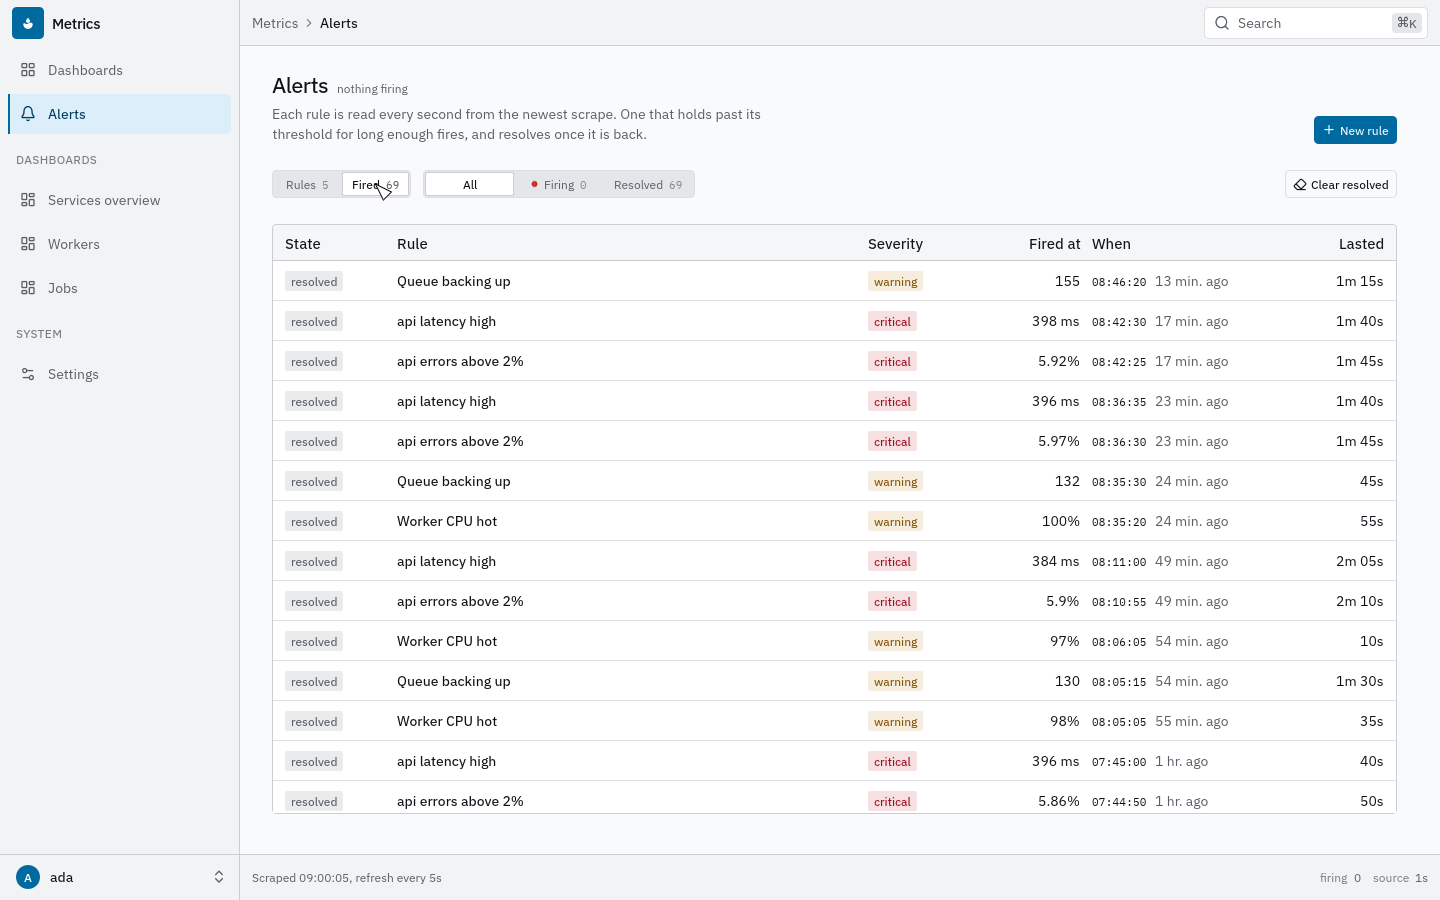 Metrics
Metrics > Alerts
Search ⌘K
Dashboards
Alerts
DASHBOARDS
Services overview
Workers
Jobs
SYSTEM
Settings
Alerts nothing firing
Each rule is read every second from the newest scrape. One that holds past its
threshold for long enough fires, and resolves once it is back.
New rule
Rules 5 Fired 69 All Firing 0 Resolved 69
Clear resolved
State Rule Severity Fired at When Lasted
resolved Queue backing up warning 155 08:46:20 13 min. ago 1m 15s
resolved api latency high critical 398 ms 08:42:30 17 min. ago 1m 40s
resolved api errors above 2% critical 5.92% 08:42:25 17 min. ago 1m 45s
resolved api latency high critical 396 ms 08:36:35 23 min. ago 1m 40s
resolved api errors above 2% critical 5.97% 08:36:30 23 min. ago 1m 45s
resolved Queue backing up warning 132 08:35:30 24 min. ago 45s
resolved Worker CPU hot warning 100% 08:35:20 24 min. ago 55s
resolved api latency high critical 384 ms 08:11:00 49 min. ago 2m 05s
resolved api errors above 2% critical 5.9% 08:10:55 49 min. ago 2m 10s
resolved Worker CPU hot warning 97% 08:06:05 54 min. ago 10s
resolved Queue backing up warning 130 08:05:15 54 min. ago 1m 30s
resolved Worker CPU hot warning 98% 08:05:05 55 min. ago 35s
resolved api latency high critical 396 ms 07:45:00 1 hr. ago 40s
resolved api errors above 2% critical 5.86% 07:44:50 1 hr. ago 50s
A ada
Scraped 09:00:05, refresh every 5s
firing 0 source 1s